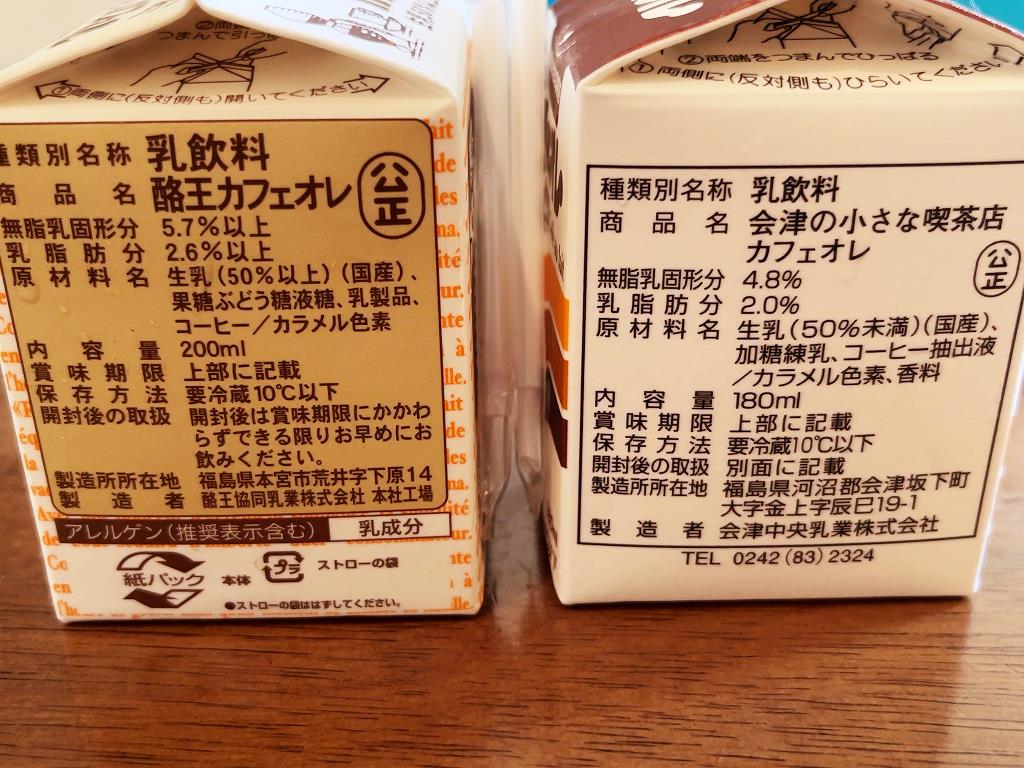 ②両端を
つまんで引っぱ
①両側に(反対側も)開いてください
種類別名称 乳飲料
商品名 酪王カフェオレ
公正
無脂乳固形分 5.7%以上
乳脂肪分 2.6%以上
原材料名 生乳(50%以上)(国産)、
果糖ぶどう糖液糖、乳製品、
コーヒー/カラメル色素
内容量 200ml
賞味期限 上部に記載
保存方法 要冷蔵10℃以下
開封後の取扱 開封後は賞味期限にかかわ
らずできる限りお早めにお
飲みください。
製造所所在地 福島県本宮市荒井字下原14
製造者 酪王協同乳業株式会社 本社工場
アレルゲン(推奨表示含む) 乳成分
紙パック 本体 プラ ストローの袋
●ストローの袋ははずしてください。
②両端をつまんでひっぱる
①両側に(反対側も)ひらいてください
種類別名称 乳飲料
商品名 会津の小さな喫茶店
カフェオレ
公正
無脂乳固形分 4.8%
乳脂肪分 2.0%
原材料名 生乳(50%未満)(国産)、
加糖練乳、コーヒー抽出液
/カラメル色素、香料
内容量 180ml
賞味期限 上部に記載
保存方法 要冷蔵10℃以下
開封後の取扱 別面に記載
製造所所在地 福島県河沼郡会津坂下町
大字金上字辰巳19-1
製造者 会津中央乳業株式会社
TEL 0242(83)2324